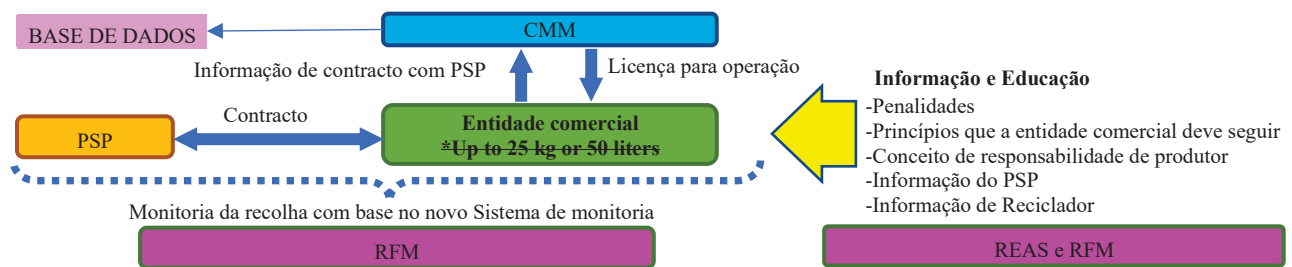 BASE DE DADOS
CMM
Informação de contracto com PSP
Licença para operação
Contracto
PSP
Entidade comercial
*Up to 25 kg or 50 liters
Monitoria da recolha com base no novo Sistema de monitoria
RFM
Informação e Educação
-Penalidades
-Princípios que a entidade comercial deve seguir
-Conceito de responsabilidade de produtor
-Informação do PSP
-Informação de Reciclador
REAS e RFM